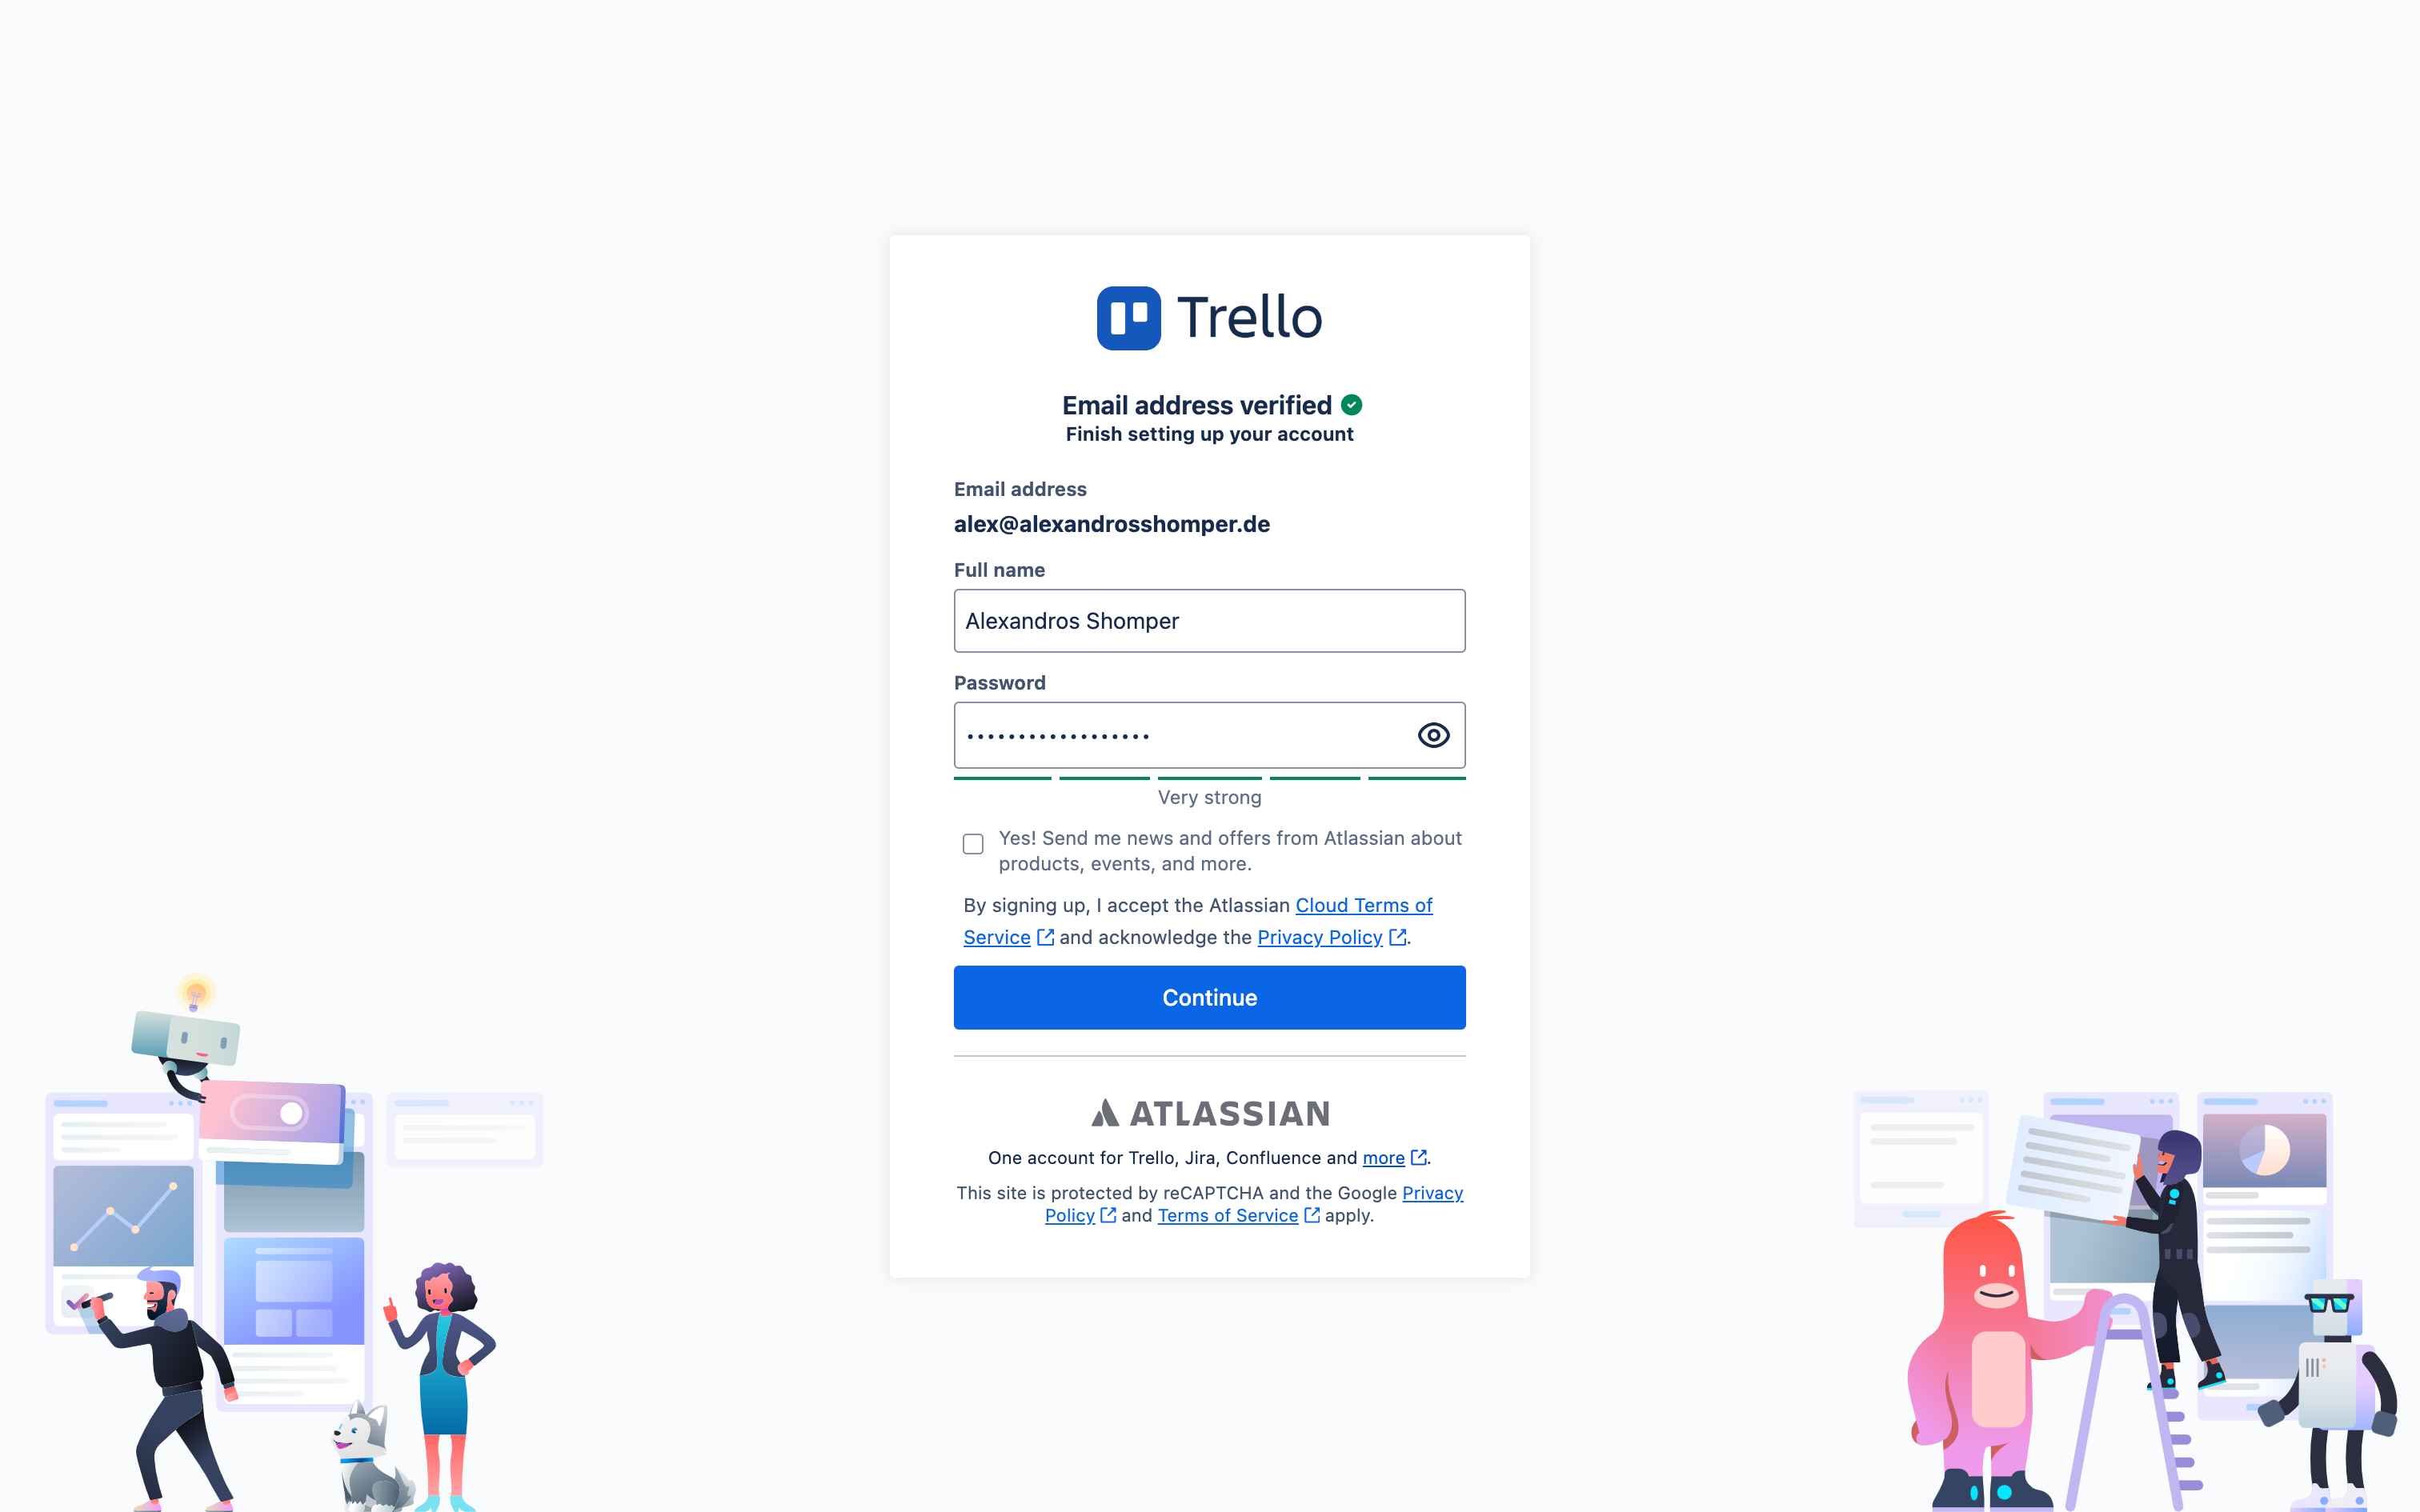 Trello
Email address verified
Finish setting up your account
Email address
alex@alexandrosshomper.de
Full name
Alexandros Shomper
Password
••••••••••••••••••
Very strong
Yes! Send me news and offers from Atlassian about
products, events, and more.
By signing up, I accept the Atlassian Cloud Terms of
Service and acknowledge the Privacy Policy .
Continue
ATLASSIAN
One account for Trello, Jira, Confluence and more .
This site is protected by reCAPTCHA and the Google Privacy
Policy and Terms of Service apply.